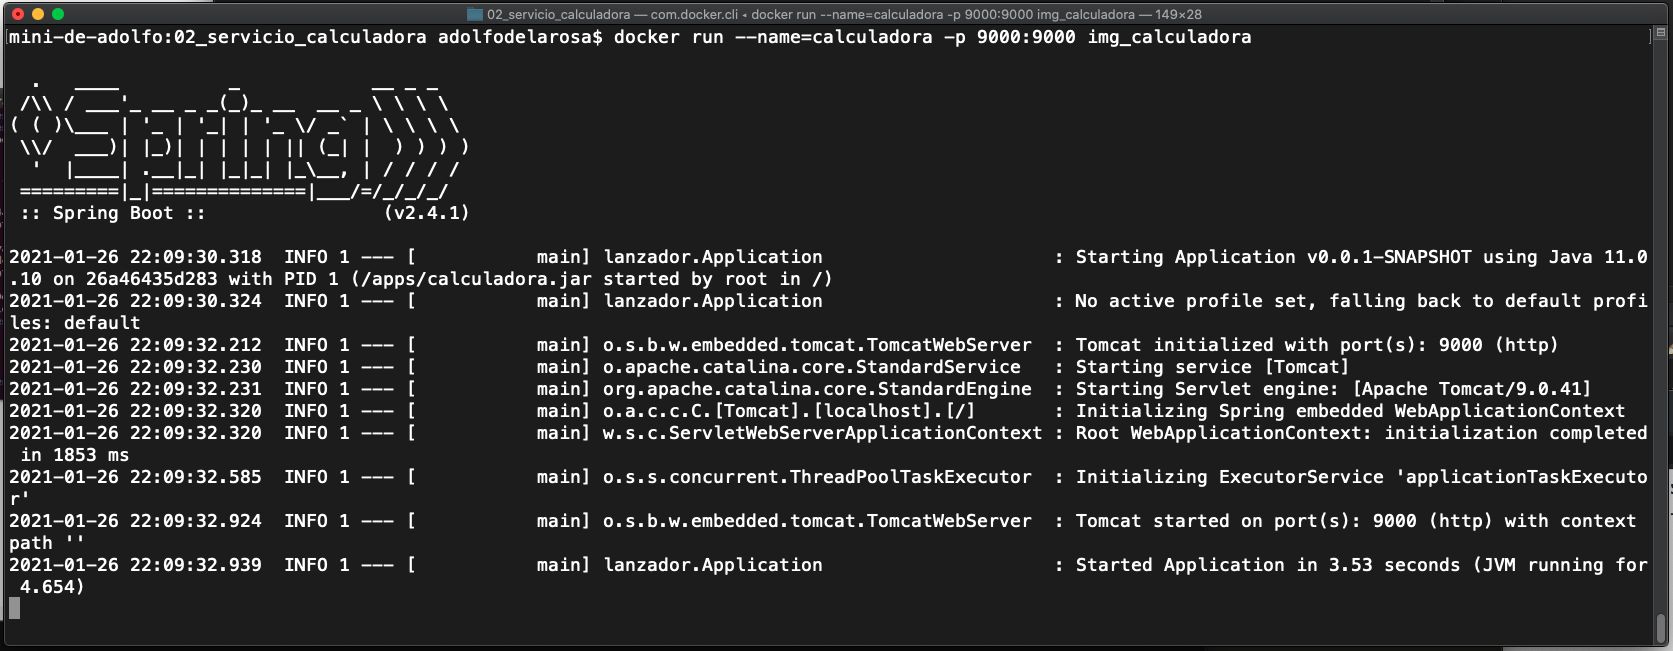 02_servicio_calculadora — com.docker.cli ◂ docker run --name=calculadora -p 9000:9000 img_calculadora — 149×28
[mini-de-adolfo:02_servicio_calculadora adolfodelarosa$ docker run --name=calculadora -p 9000:9000 img_calculadora ]
  .   ____          _            __ _ _
 /\\ / ___'_ __ _ _(_)_ __  __ _ \ \ \ \
( ( )\___ | '_ | '_| | '_ \/ _` | \ \ \ \
 \\/  ___)| |_)| | | | | || (_| |  ) ) ) )
  '  |____| .__|_| |_|_| |_\__, | / / / /
 =========|_|==============|___/=/_/_/_/
 :: Spring Boot ::                (v2.4.1)
2021-01-26 22:09:30.318  INFO 1 --- [           main] lanzador.Application                     : Starting Application v0.0.1-SNAPSHOT using Java 11.0
.10 on 26a46435d283 with PID 1 (/apps/calculadora.jar started by root in /)
2021-01-26 22:09:30.324  INFO 1 --- [           main] lanzador.Application                     : No active profile set, falling back to default profi
les: default
2021-01-26 22:09:32.212  INFO 1 --- [           main] o.s.b.w.embedded.tomcat.TomcatWebServer  : Tomcat initialized with port(s): 9000 (http)
2021-01-26 22:09:32.230  INFO 1 --- [           main] o.apache.catalina.core.StandardService   : Starting service [Tomcat]
2021-01-26 22:09:32.231  INFO 1 --- [           main] org.apache.catalina.core.StandardEngine  : Starting Servlet engine: [Apache Tomcat/9.0.41]
2021-01-26 22:09:32.320  INFO 1 --- [           main] o.a.c.c.C.[Tomcat].[localhost].[/]       : Initializing Spring embedded WebApplicationContext
2021-01-26 22:09:32.320  INFO 1 --- [           main] w.s.c.ServletWebServerApplicationContext : Root WebApplicationContext: initialization completed
 in 1853 ms
2021-01-26 22:09:32.585  INFO 1 --- [           main] o.s.s.concurrent.ThreadPoolTaskExecutor  : Initializing ExecutorService 'applicationTaskExecuto
r'
2021-01-26 22:09:32.924  INFO 1 --- [           main] o.s.b.w.embedded.tomcat.TomcatWebServer  : Tomcat started on port(s): 9000 (http) with context
path ''
2021-01-26 22:09:32.939  INFO 1 --- [           main] lanzador.Application                     : Started Application in 3.53 seconds (JVM running for
 4.654)